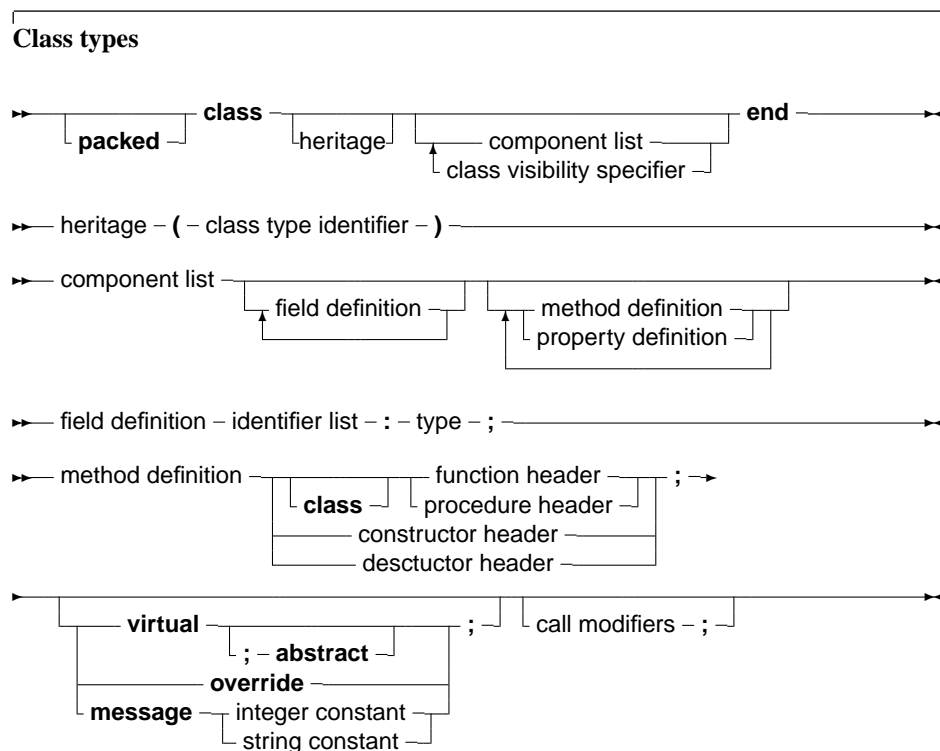 Class types
packed class heritage component list end
class visibility specifier
heritage ( class type identifier )
component list field definition method definition
property definition
field definition identifier list : type ;
method definition class function header ;
procedure header
constructor header
desctuctor header
virtual ; abstract ; call modifiers ;
override
message integer constant
string constant